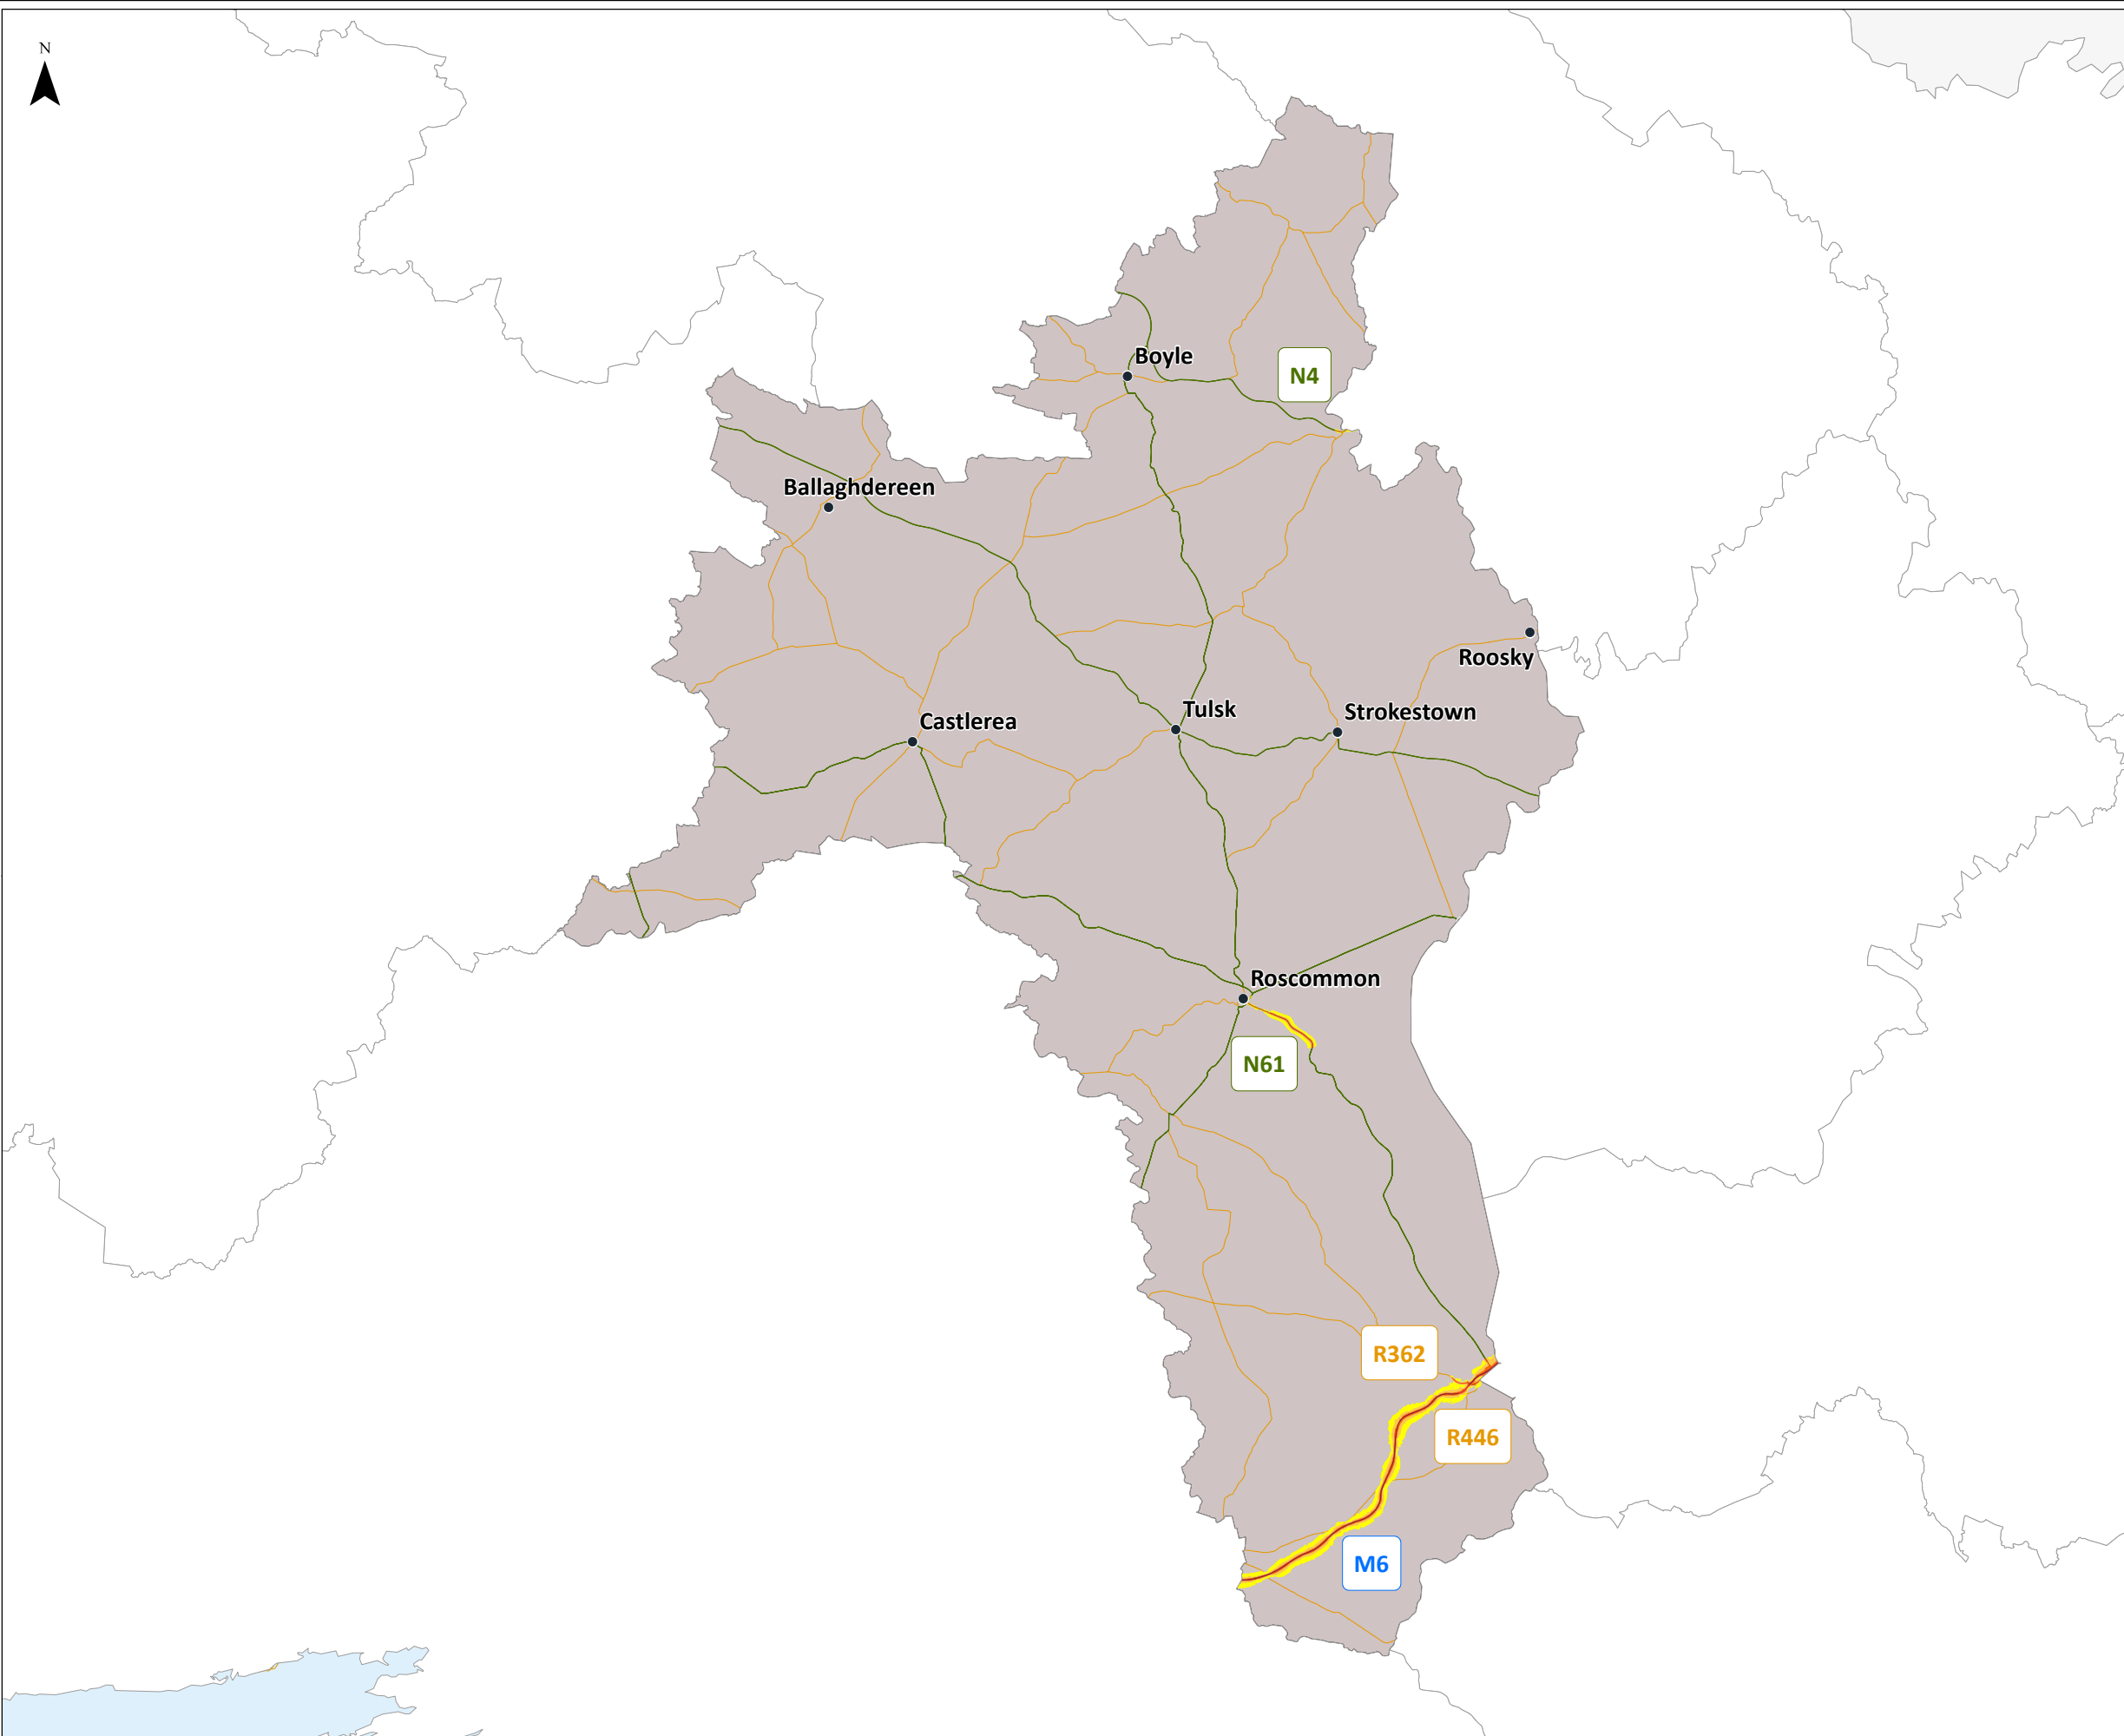 N
Boyle
N4
Ballaghdereen
Roosky
Tulsk
Strokestown
Castlerea
Roscommon
N61
R362
R446
M6